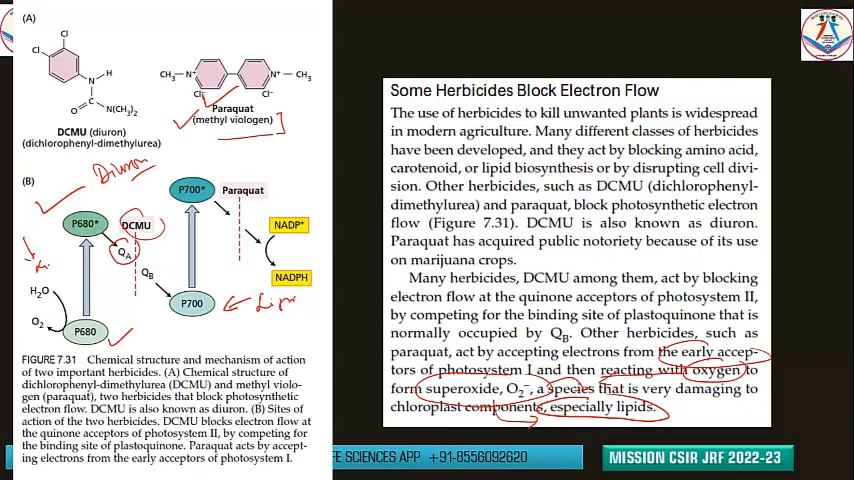 (A)
Cl
Cl
H
N
C
O
N(CH3)2
DCMU (diuron)
(dichlorophenyl-dimethylurea)
CH3
N+
N+
CH3
Cl-
Cl-
Paraquat
(methyl viologen)
Diuron
(B)
P680*
DCMU
QA
QB
H2O
O2
P680
P700*
Paraquat
NADP+
NADPH
P700
FIGURE 7.31 Chemical structure and mechanism of action
of two important herbicides. (A) Chemical structure of
dichlorophenyl-dimethylurea (DCMU) and methyl violo-
gen (paraquat), two herbicides that block photosynthetic
electron flow. DCMU is also known as diuron. (B) Sites of
action of the two herbicides. DCMU blocks electron flow at
the quinone acceptors of photosystem II, by competing for
the binding site of plastoquinone. Paraquat acts by accept-
ing electrons from the early acceptors of photosystem I.
Some Herbicides Block Electron Flow
The use of herbicides to kill unwanted plants is widespread
in modern agriculture. Many different classes of herbicides
have been developed, and they act by blocking amino acid,
carotenoid, or lipid biosynthesis or by disrupting cell divi-
sion. Other herbicides, such as DCMU (dichlorophenyl-
dimethylurea) and paraquat, block photosynthetic electron
flow (Figure 7.31). DCMU is also known as diuron.
Paraquat has acquired public notoriety because of its use
on marijuana crops.
Many herbicides, DCMU among them, act by blocking
electron flow at the quinone acceptors of photosystem II,
by competing for the binding site of plastoquinone that is
normally occupied by QB. Other herbicides, such as
paraquat, act by accepting electrons from the early accep-
tors of photosystem I and then reacting with oxygen to
form superoxide, O2-, a species that is very damaging to
chloroplast components, especially lipids.
FE SCIENCES APP +91-8556092620
MISSION CSIR JRF 2022-23